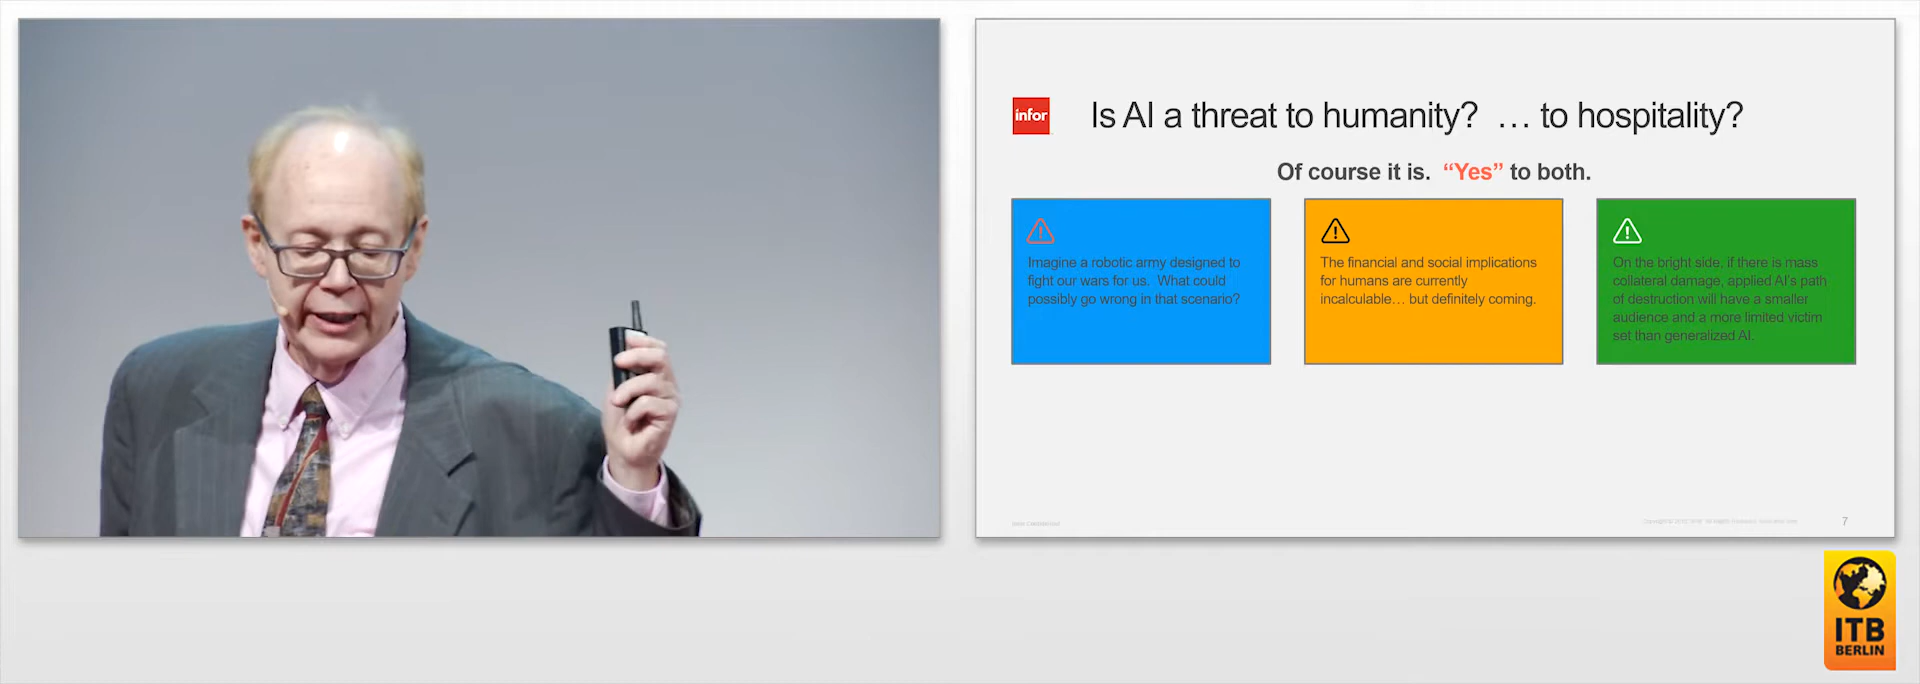 infor
Is AI a threat to humanity? … to hospitality?
Of course it is. “Yes” to both.
Imagine a robotic army designed to
fight our wars for us. What could
possibly go wrong in that scenario?
The financial and social implications
for humans are currently
incalculable… but definitely coming.
On the bright side, if there is mass
collateral damage, applied AI's path
of destruction will have a smaller
audience and a more limited victim
set than generalized AI.
7
ITB
BERLIN